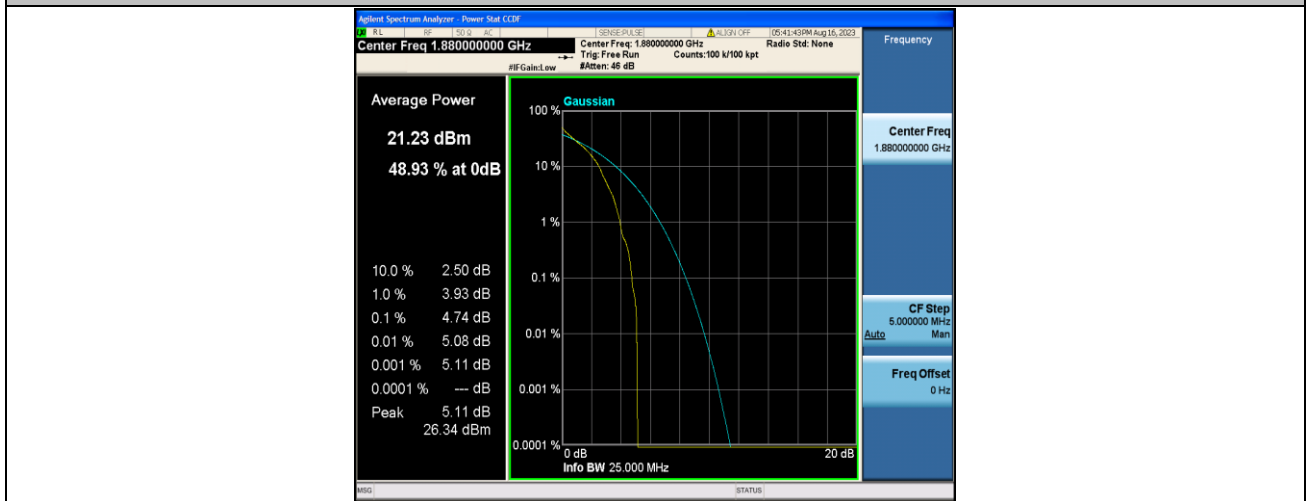 Agilent Spectrum Analyzer - Power Stat CCDF
RL RF 50 Ω AC SENSE:PULSE ALIGN OFF 05:41:43PM Aug 16, 2023
Center Freq 1.880000000 GHz
Center Freq: 1.880000000 GHz Radio Std: None
Trig: Free Run Counts:100 k/100 kpt
#IFGain:Low #Atten: 46 dB
Frequency
Average Power
21.23 dBm
48.93 % at 0dB
10.0 % 2.50 dB
1.0 % 3.93 dB
0.1 % 4.74 dB
0.01 % 5.08 dB
0.001 % 5.11 dB
0.0001 % --- dB
Peak 5.11 dB
26.34 dBm
Gaussian
100 %
10 %
1 %
0.1 %
0.01 %
0.001 %
0.0001 %
0 dB 20 dB
Info BW 25.000 MHz
Center Freq
1.880000000 GHz
CF Step
5.000000 MHz
Auto Man
Freq Offset
0 Hz
MSG STATUS